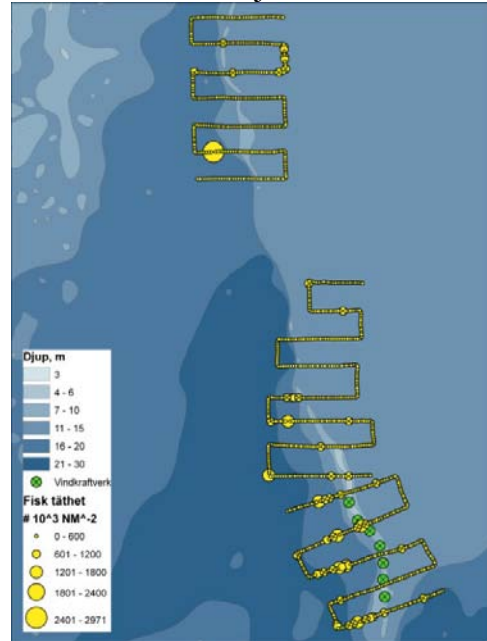 Djup, m
3
4 - 6
7 - 10
11 - 15
16 - 20
21 - 30
Vindkraftverk
Fisk täthet
# 10^3 NM^-2
0 - 600
601 - 1200
1201 - 1800
1801 - 2400
2401 - 2971